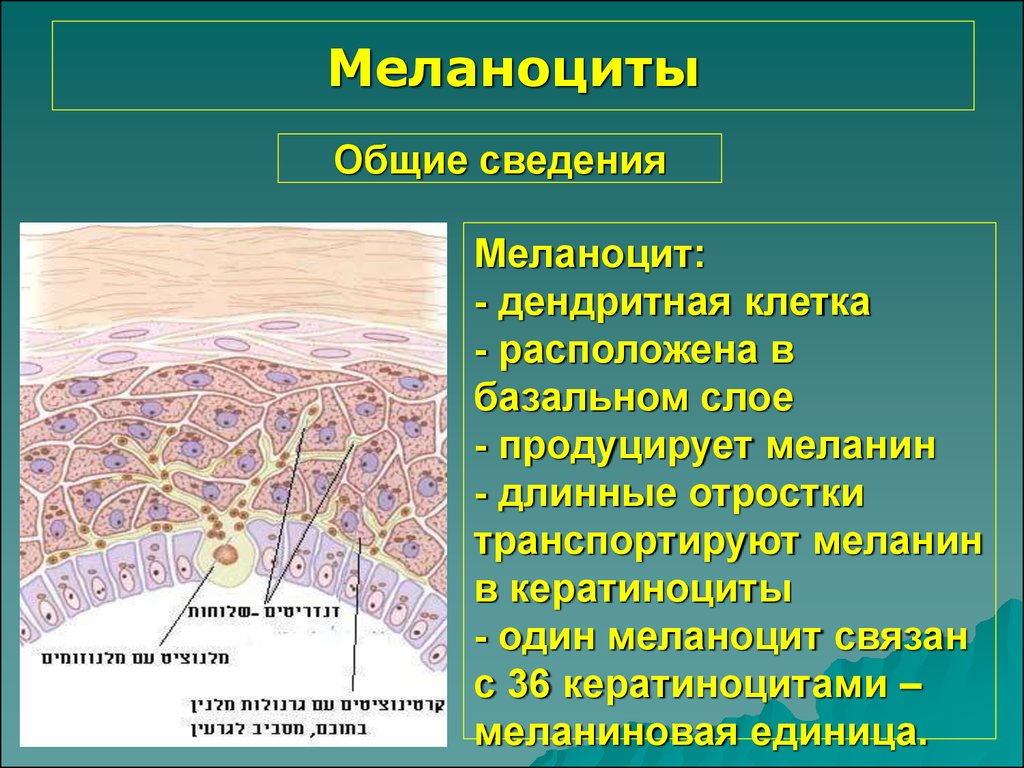 Меланоциты
Общие сведения
Меланоцит:
- дендритная клетка
- расположена в
базальном слое
- продуцирует меланин
- длинные отростки
транспортируют меланин
в кератиноциты
- один меланоцит связан
с 36 кератиноцитами –
меланиновая единица.
דנדריטים -שלוחות
מלנוציט עם מלנוזומים
קרטינוציטים עם גרנולות מלנין
בתוכם, מסביב לגרעין